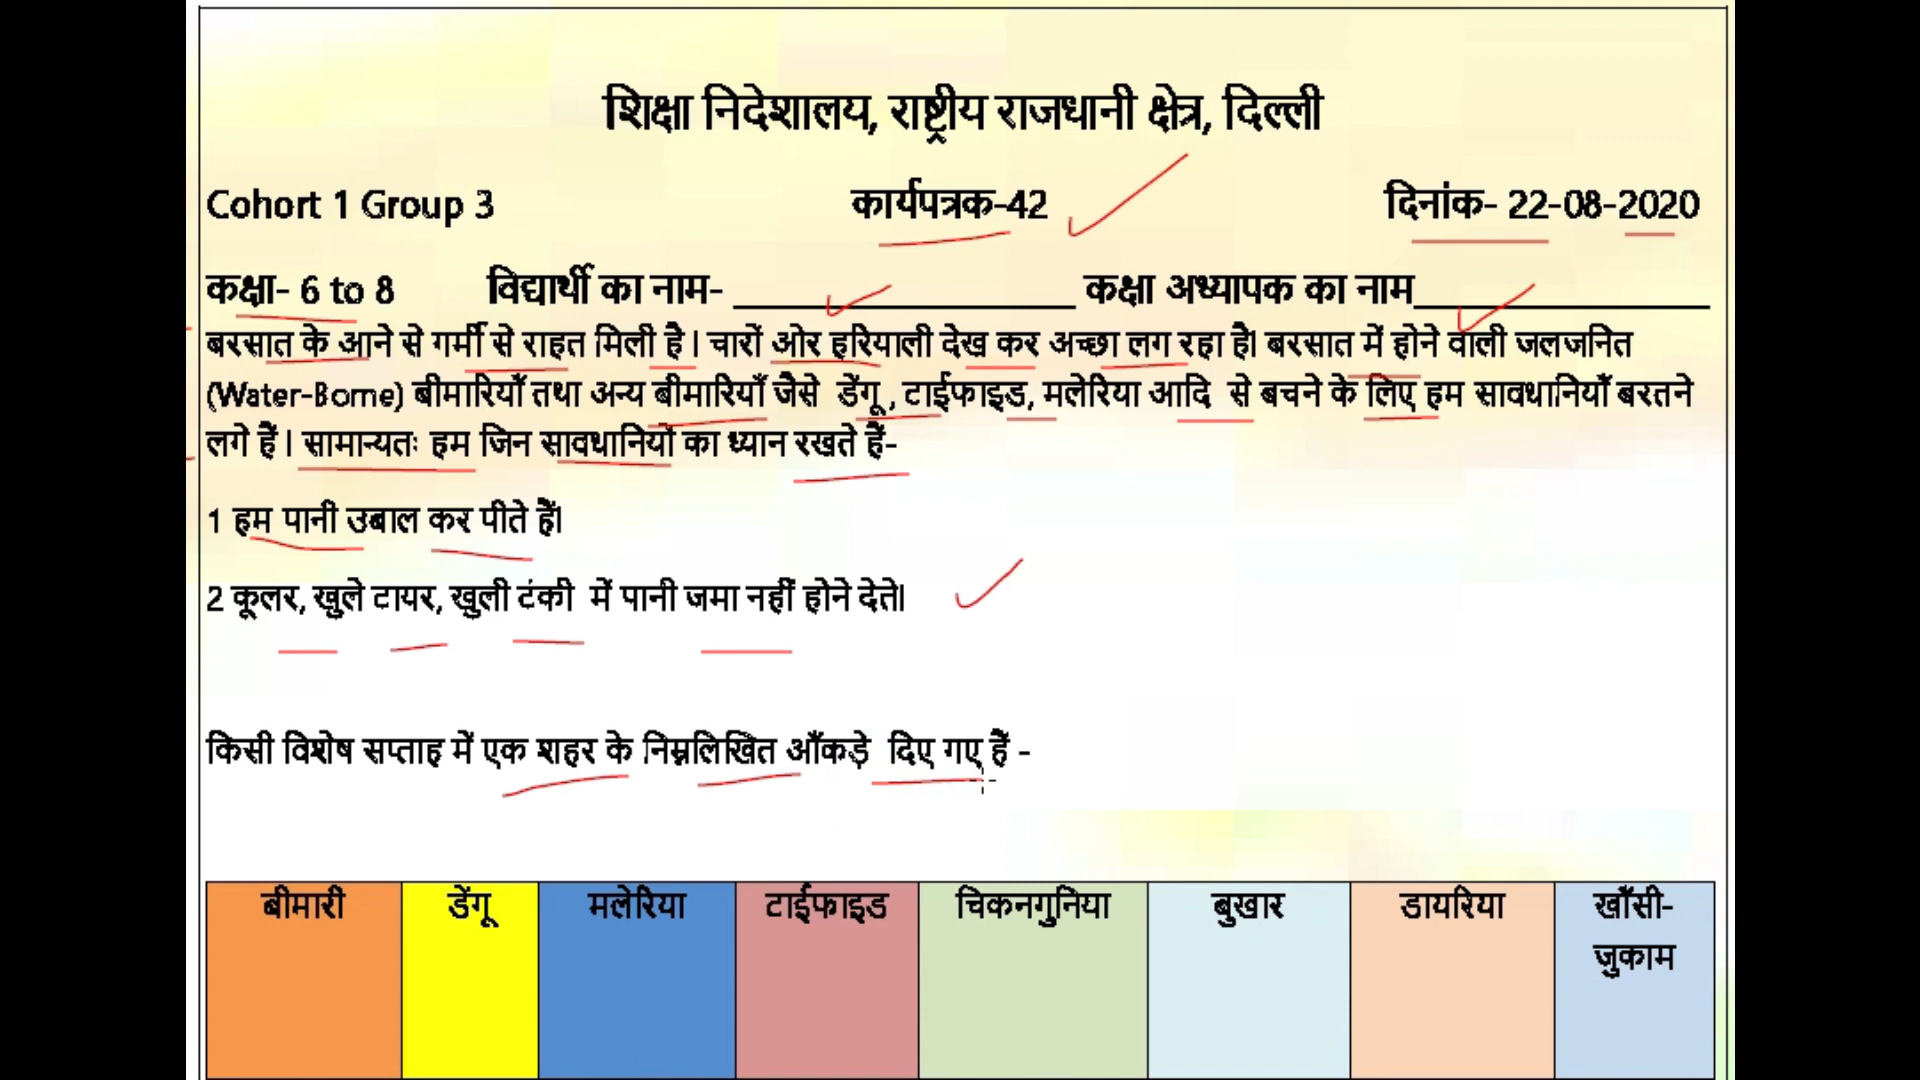 शिक्षा निदेशालय, राष्ट्रीय राजधानी क्षेत्र, दिल्ली
Cohort 1 Group 3 कार्यपत्रक-42 दिनांक- 22-08-2020
कक्षा- 6 to 8 विद्यार्थी का नाम- ____________ कक्षा अध्यापक का नाम____________
बरसात के आने से गर्मी से राहत मिली है । चारों ओर हरियाली देख कर अच्छा लग रहा है। बरसात में होने वाली जलजनित
(Water-Borne) बीमारियाँ तथा अन्य बीमारियाँ जैसे डेंगू , टाईफाइड, मलेरिया आदि से बचने के लिए हम सावधानियाँ बरतने
लगे हैं । सामान्यतः हम जिन सावधानियों का ध्यान रखते हैं-
1 हम पानी उबाल कर पीते हैं।
2 कूलर, खुले टायर, खुली टंकी में पानी जमा नहीं होने देते।
किसी विशेष सप्ताह में एक शहर के निम्नलिखित आँकड़े दिए गए हैं -
बीमारी डेंगू मलेरिया टाईफाइड चिकनगुनिया बुखार डायरिया खाँसी-
जुकाम